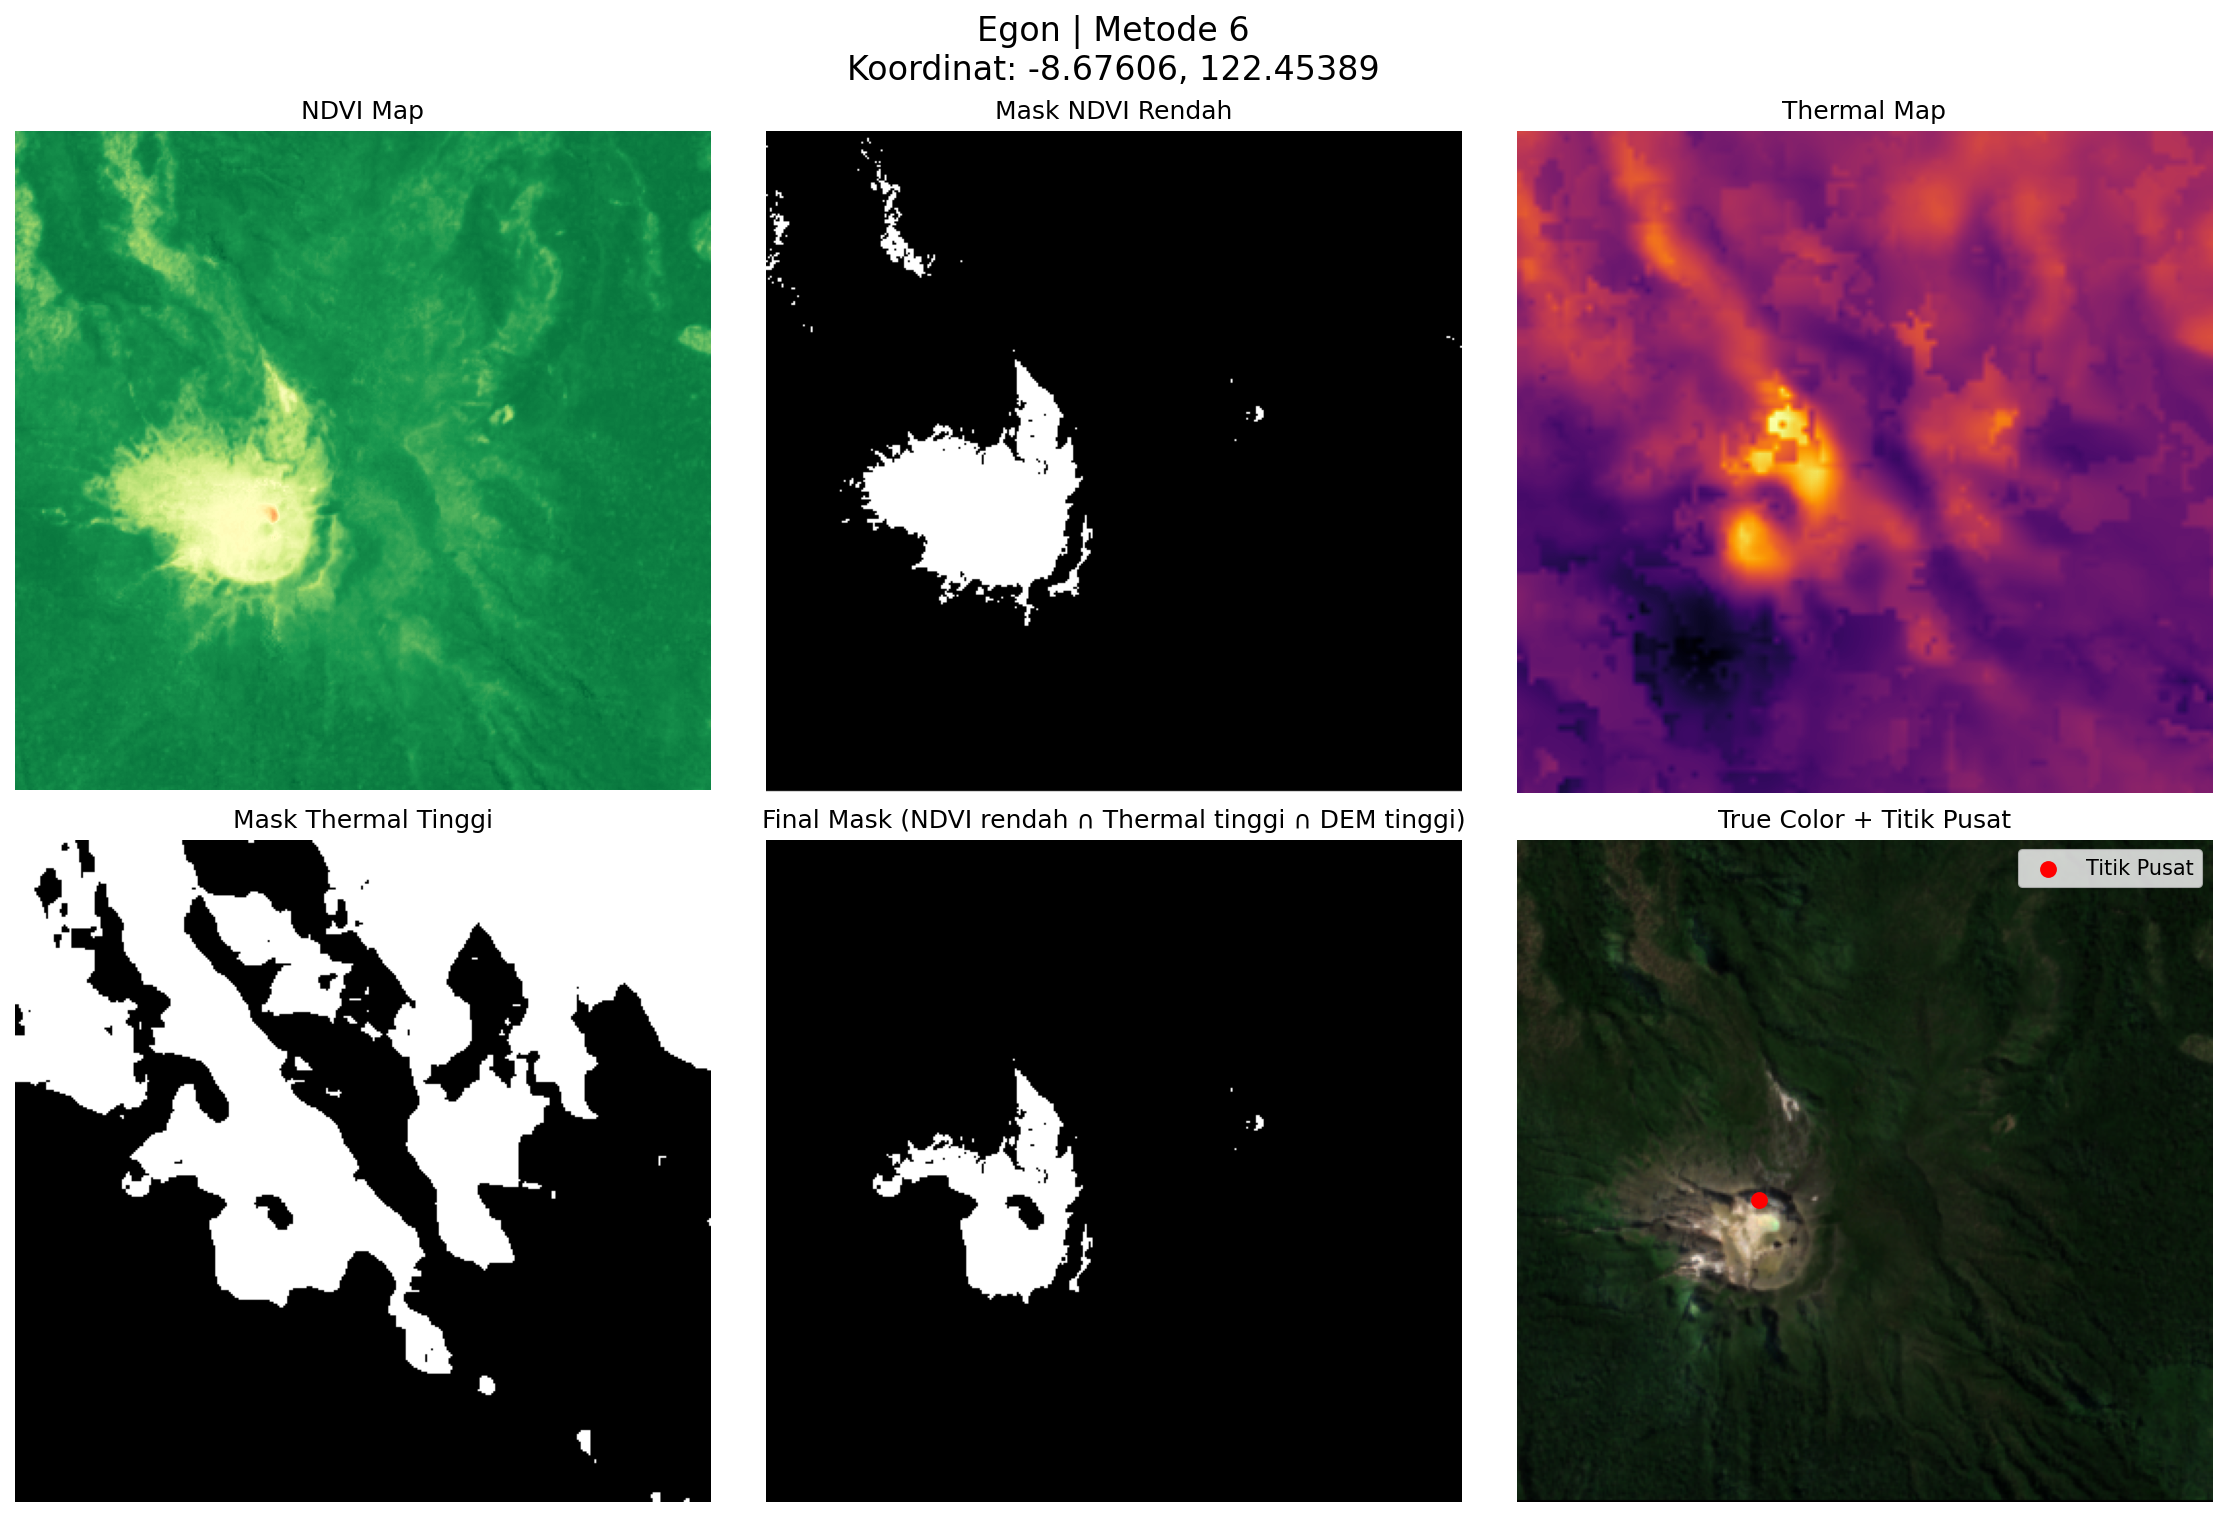 Egon | Metode 6
Koordinat: -8.67606, 122.45389
NDVI Map
Mask NDVI Rendah
Thermal Map
Mask Thermal Tinggi
Final Mask (NDVI rendah ∩ Thermal tinggi ∩ DEM tinggi)
True Color + Titik Pusat
Titik Pusat